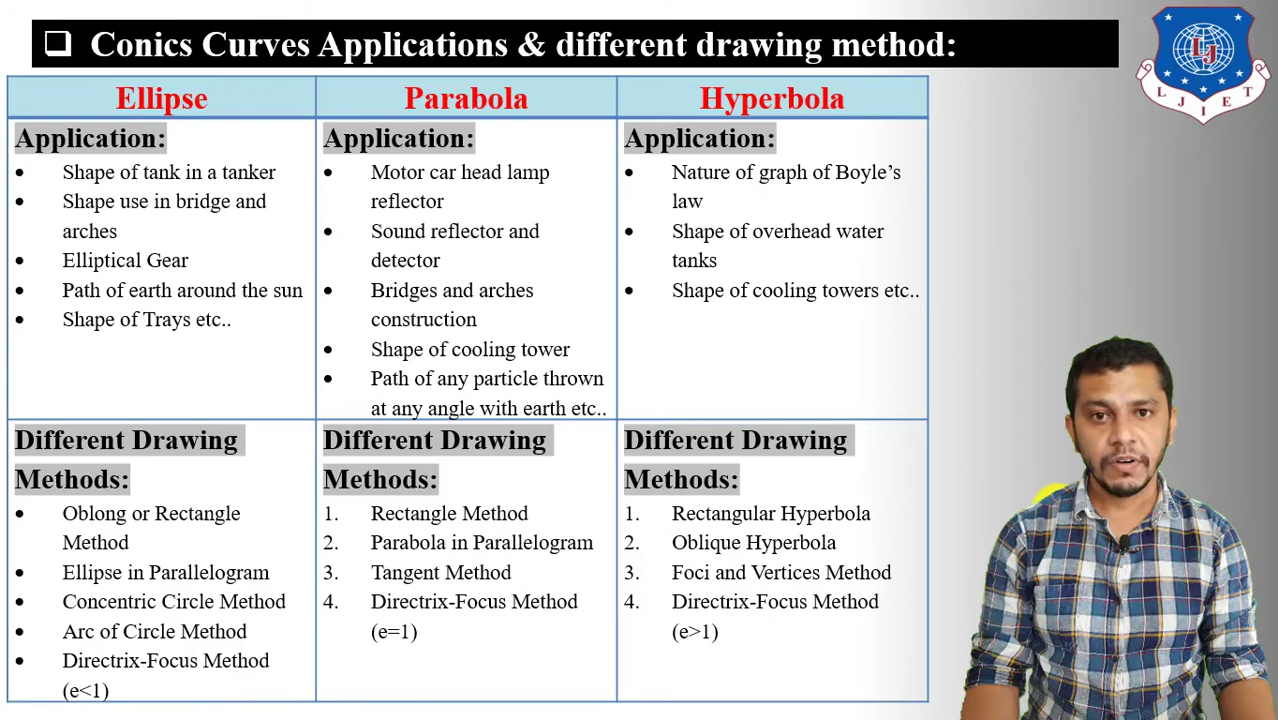 ❑ Conics Curves Applications & different drawing method:
LJIET
Ellipse
Application:
• Shape of tank in a tanker
• Shape use in bridge and
arches
• Elliptical Gear
• Path of earth around the sun
• Shape of Trays etc..
Different Drawing
Methods:
• Oblong or Rectangle
Method
• Ellipse in Parallelogram
• Concentric Circle Method
• Arc of Circle Method
• Directrix-Focus Method
(e<1)
Parabola
Application:
• Motor car head lamp
reflector
• Sound reflector and
detector
• Bridges and arches
construction
• Shape of cooling tower
• Path of any particle thrown
at any angle with earth etc..
Different Drawing
Methods:
1. Rectangle Method
2. Parabola in Parallelogram
3. Tangent Method
4. Directrix-Focus Method
(e=1)
Hyperbola
Application:
• Nature of graph of Boyle’s
law
• Shape of overhead water
tanks
• Shape of cooling towers etc..
Different Drawing
Methods:
1. Rectangular Hyperbola
2. Oblique Hyperbola
3. Foci and Vertices Method
4. Directrix-Focus Method
(e>1)